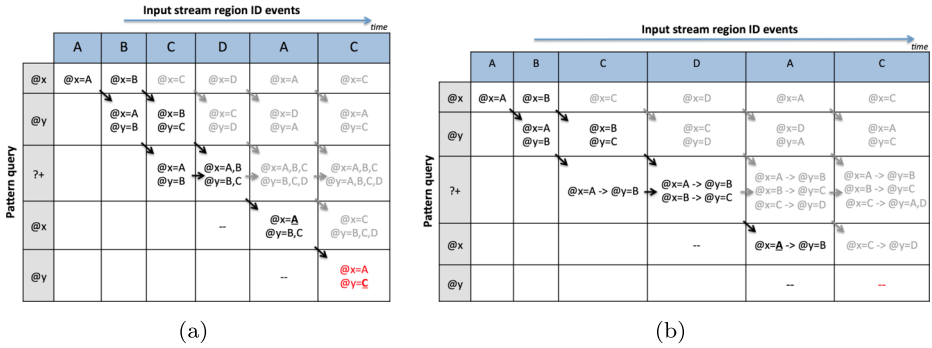 Input stream region ID events
time
A B C D A C
@x @x=A @x=B @x=C @x=D @x=A @x=C
@y @x=A @x=B @x=C @x=D @x=A
@y=B @y=C @y=D @y=A @y=C
?+ @x=A @x=A,B @x=A,B,C @x=A,B,C
@y=B @y=B,C @y=B,C,D @y=A,B,C,D
@x -- @x=A @x=C
@y=B,C @y=B,C,D
@y -- @x=A
@y=C
Pattern query
(a)
Input stream region ID events
time
A B C D A C
@x @x=A @x=B @x=C @x=D @x=A @x=C
@y @x=A @x=B @x=C @x=D @x=A
@y=B @y=C @y=D @y=A @y=C
?+ @x=A -> @y=B @x=A -> @y=B @x=A -> @y=B @x=A -> @y=B
@x=B -> @y=C @x=B -> @y=C @x=B -> @y=C
@x=C -> @y=D @x=C -> @y=A,D
@x -- @x=A -> @y=B @x=C -> @y=D
@y -- --
Pattern query
(b)